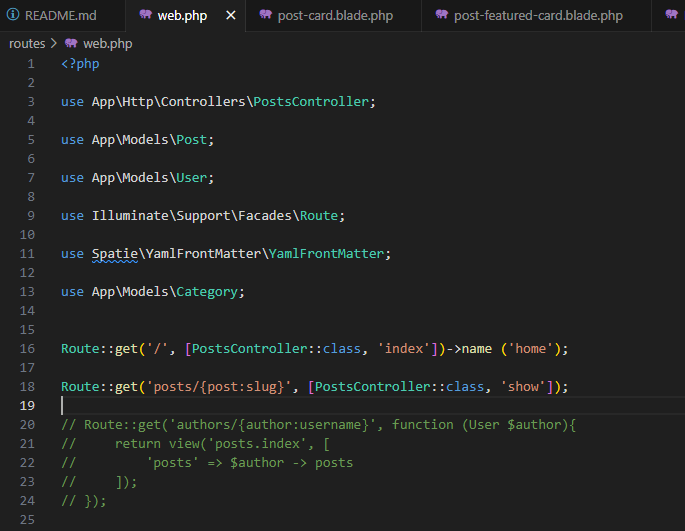 README.md web.php post-card.blade.php post-featured-card.blade.php
routes > web.php
1 <?php
2
3 use App\Http\Controllers\PostsController;
4
5 use App\Models\Post;
6
7 use App\Models\User;
8
9 use Illuminate\Support\Facades\Route;
10
11 use Spatie\YamlFrontMatter\YamlFrontMatter;
12
13 use App\Models\Category;
14
15
16 Route::get('/', [PostsController::class, 'index'])->name ('home');
17
18 Route::get('posts/{post:slug}', [PostsController::class, 'show']);
19
20 // Route::get('authors/{author:username}', function (User $author){
21 //     return view('posts.index', [
22 //         'posts' => $author -> posts
23 //     ]);
24 // });
25